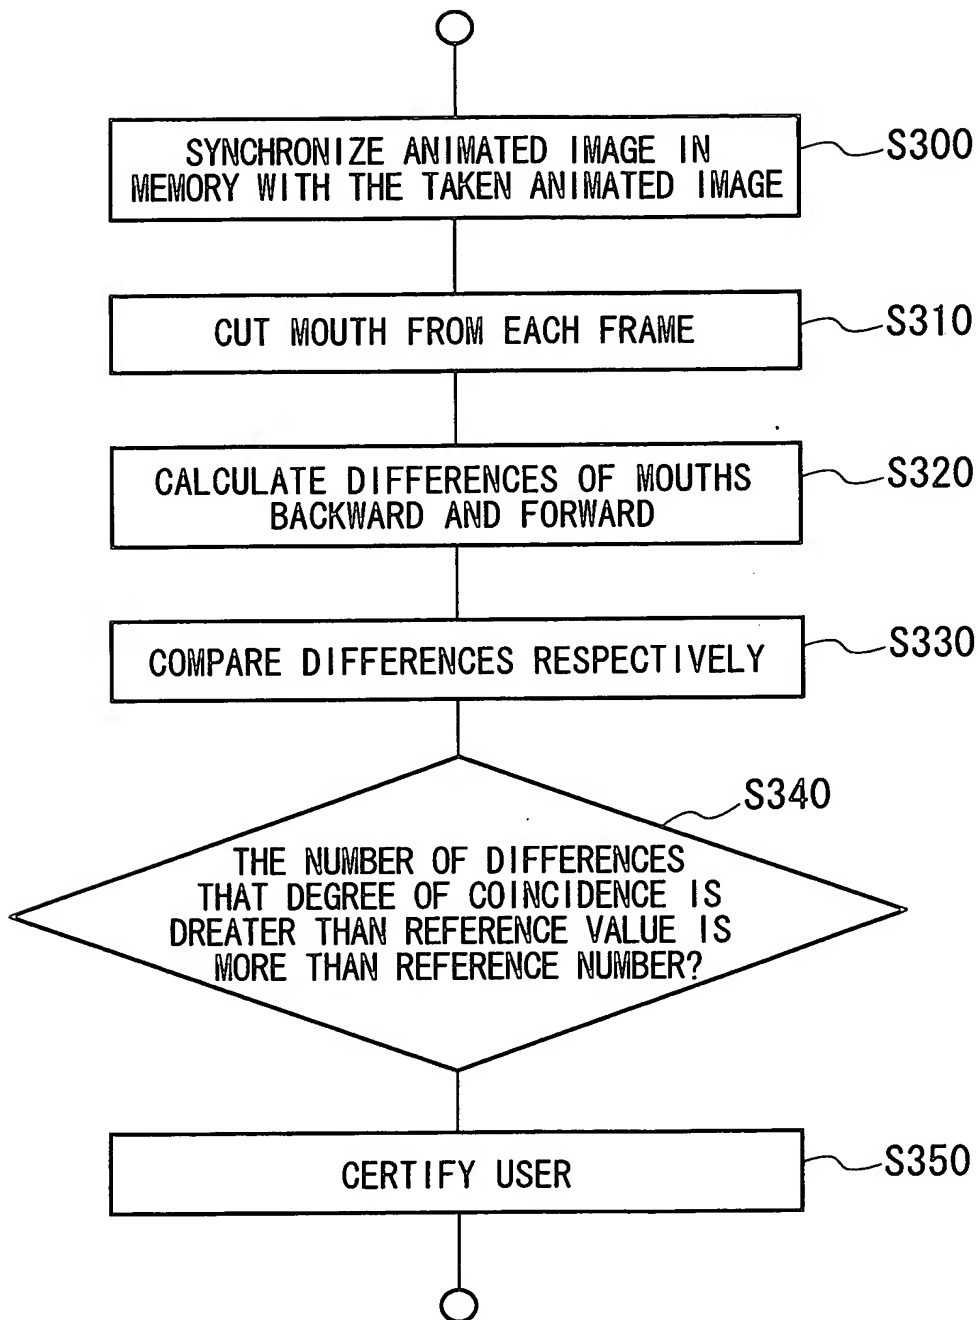 SYNCHRONIZE ANIMATED IMAGE IN
MEMORY WITH THE TAKEN ANIMATED IMAGE
S300
CUT MOUTH FROM EACH FRAME
S310
CALCULATE DIFFERENCES OF MOUTHS
BACKWARD AND FORWARD
S320
COMPARE DIFFERENCES RESPECTIVELY
S330
S340
THE NUMBER OF DIFFERENCES
THAT DEGREE OF COINCIDENCE IS
DREATER THAN REFERENCE VALUE IS
MORE THAN REFERENCE NUMBER?
CERTIFY USER
S350